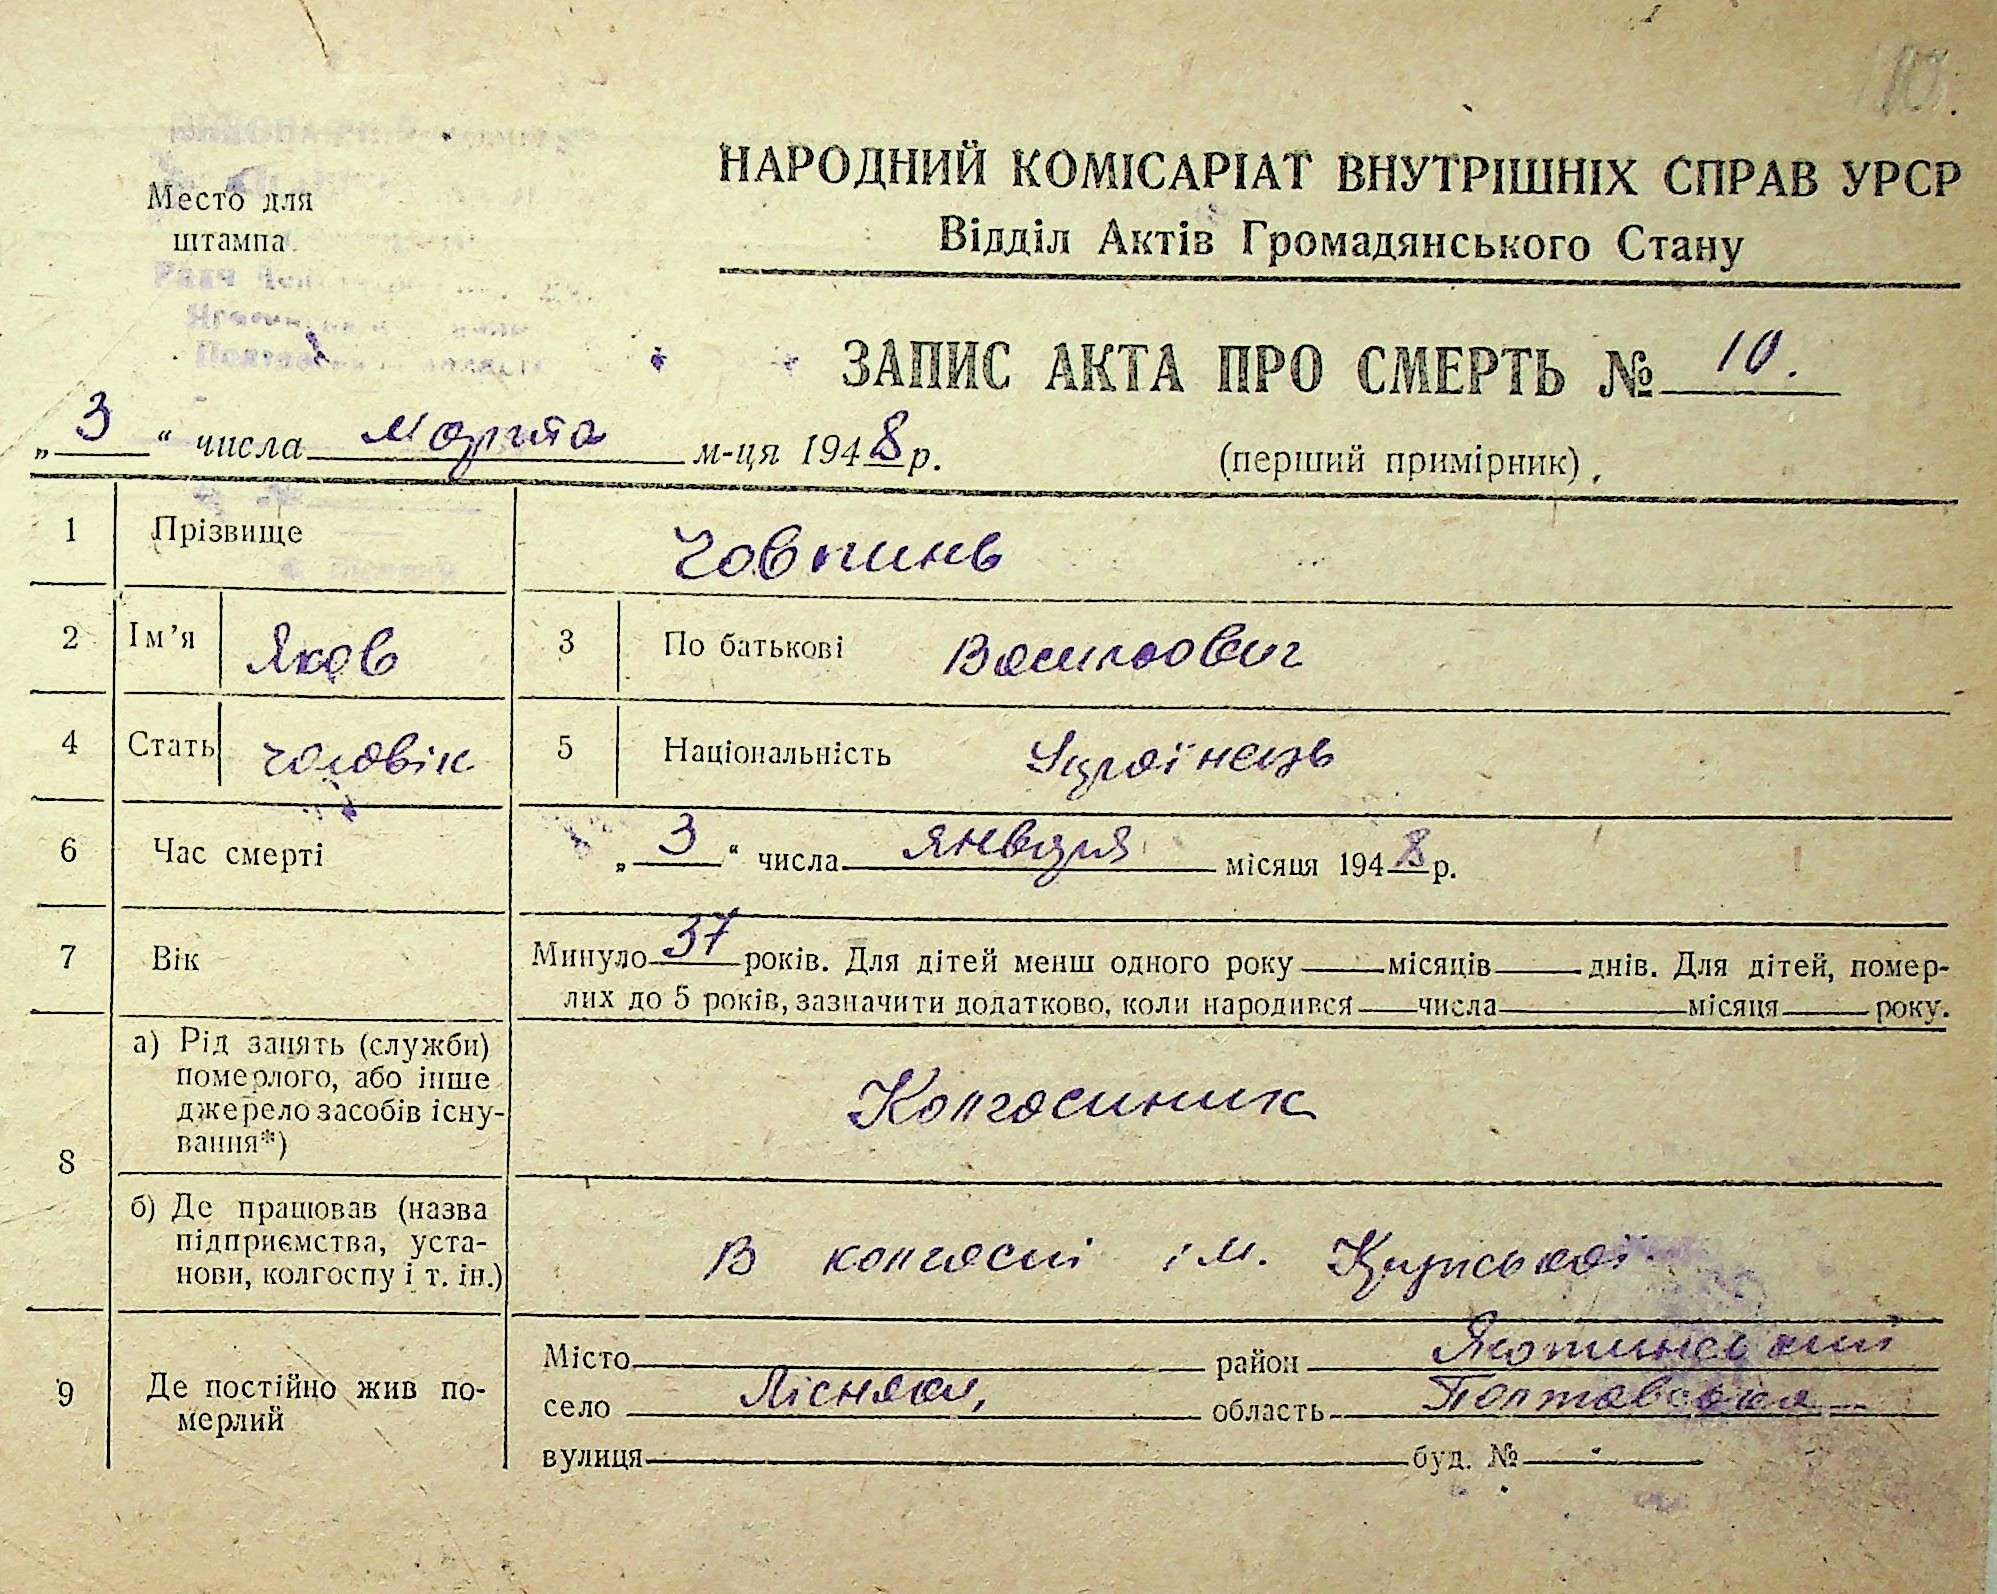 10.
Место для
штампа
НАРОДНИЙ КОМІСАРІАТ ВНУТРІШНІХ СПРАВ УРСР
Відділ Актів Громадянського Стану
ЗАПИС АКТА ПРО СМЕРТЬ № 10.
„3“ числа марта м-ця 1948 р.
(перший примірник)
1 Прізвище Човпинь
2 Ім’я Яков 3 По батькові Васильович
4 Стать чоловік 5 Національність Українець
6 Час смерті „3“ числа января місяця 1948 р.
7 Вік Минуло 37 років. Для дітей менш одного року місяців днів. Для дітей, помер-
лих до 5 років, зазначити додатково, коли народився числа місяця року.
8 а) Рід занять (служби)
померлого, або інше
джерело засобів існу-
вання*)
Колгоспник
б) Де працював (назва
підприємства, уста-
нови, колгоспу і т. ін.)
В колгоспі ім. Крупської
9 Де постійно жив по-
мерлий
Місто район Яготинський
село Лісняки, область Полтавська
вулиця буд. № -